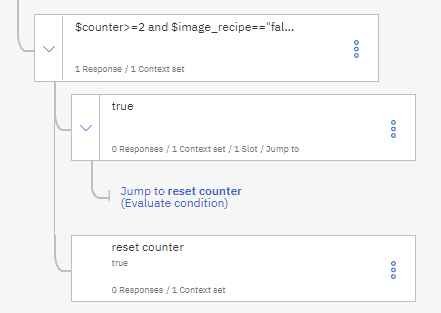 $counter>=2 and $image_recipe=="fal...
1 Response / 1 Context set
true
0 Responses / 1 Context set / 1 Slot / Jump to
Jump to reset counter
(Evaluate condition)
reset counter
true
0 Responses / 1 Context set